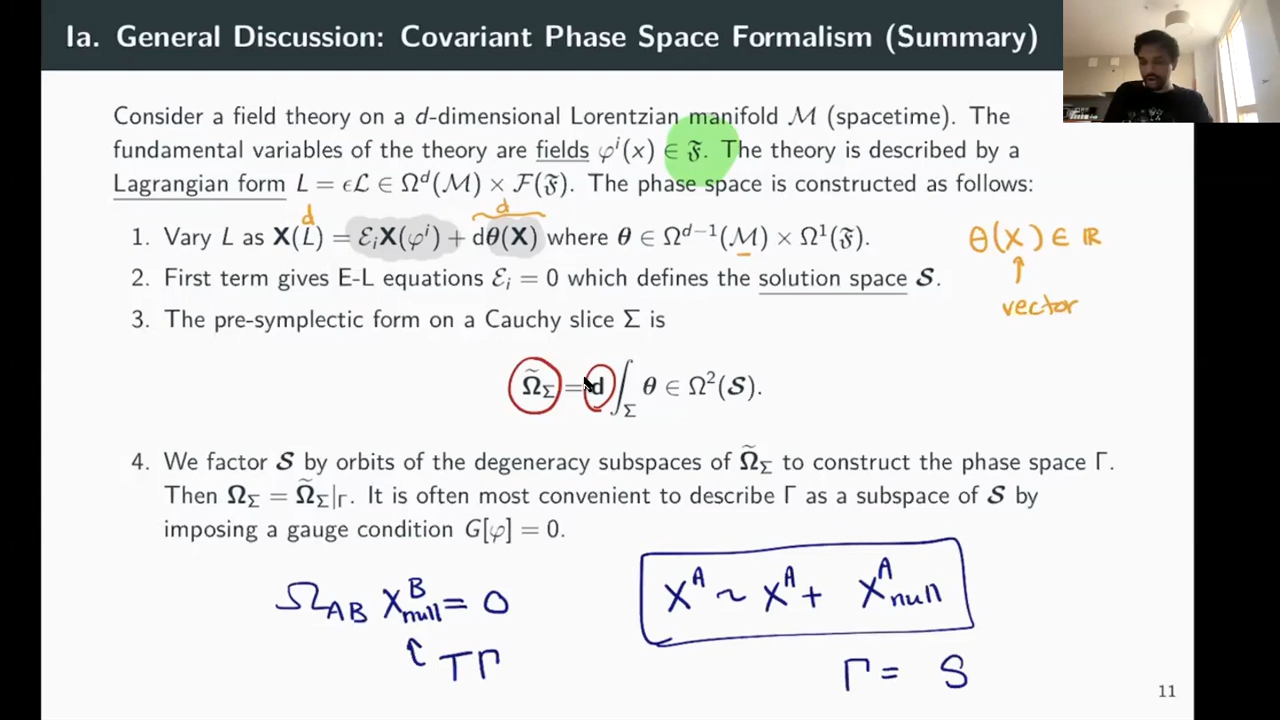 Ia. General Discussion: Covariant Phase Space Formalism (Summary)
Consider a field theory on a d-dimensional Lorentzian manifold ℳ (spacetime). The
fundamental variables of the theory are fields φⁱ(x) ∈ 𝔉. The theory is described by a
Lagrangian form L = ϵℒ ∈ Ωᵈ(ℳ) × ℱ(𝔉). The phase space is constructed as follows:
d
d
1. Vary L as X(L) = ℰᵢX(φⁱ) + dθ(X) where θ ∈ Ωᵈ⁻¹(ℳ) × Ω¹(𝔉).
θ(X) ∈ ℝ
↑
vector
2. First term gives E-L equations ℰᵢ = 0 which defines the solution space 𝓢.
3. The pre-symplectic form on a Cauchy slice Σ is
Ω̃_Σ = d ∫_Σ θ ∈ Ω²(𝓢).
4. We factor 𝓢 by orbits of the degeneracy subspaces of Ω̃_Σ to construct the phase space Γ.
Then Ω_Σ = Ω̃_Σ|_Γ. It is often most convenient to describe Γ as a subspace of 𝓢 by
imposing a gauge condition G[φ] = 0.
Ω_AB X^B_null = 0
↑ TΓ
X^A ~ X^A + X^A_null
Γ = S
11